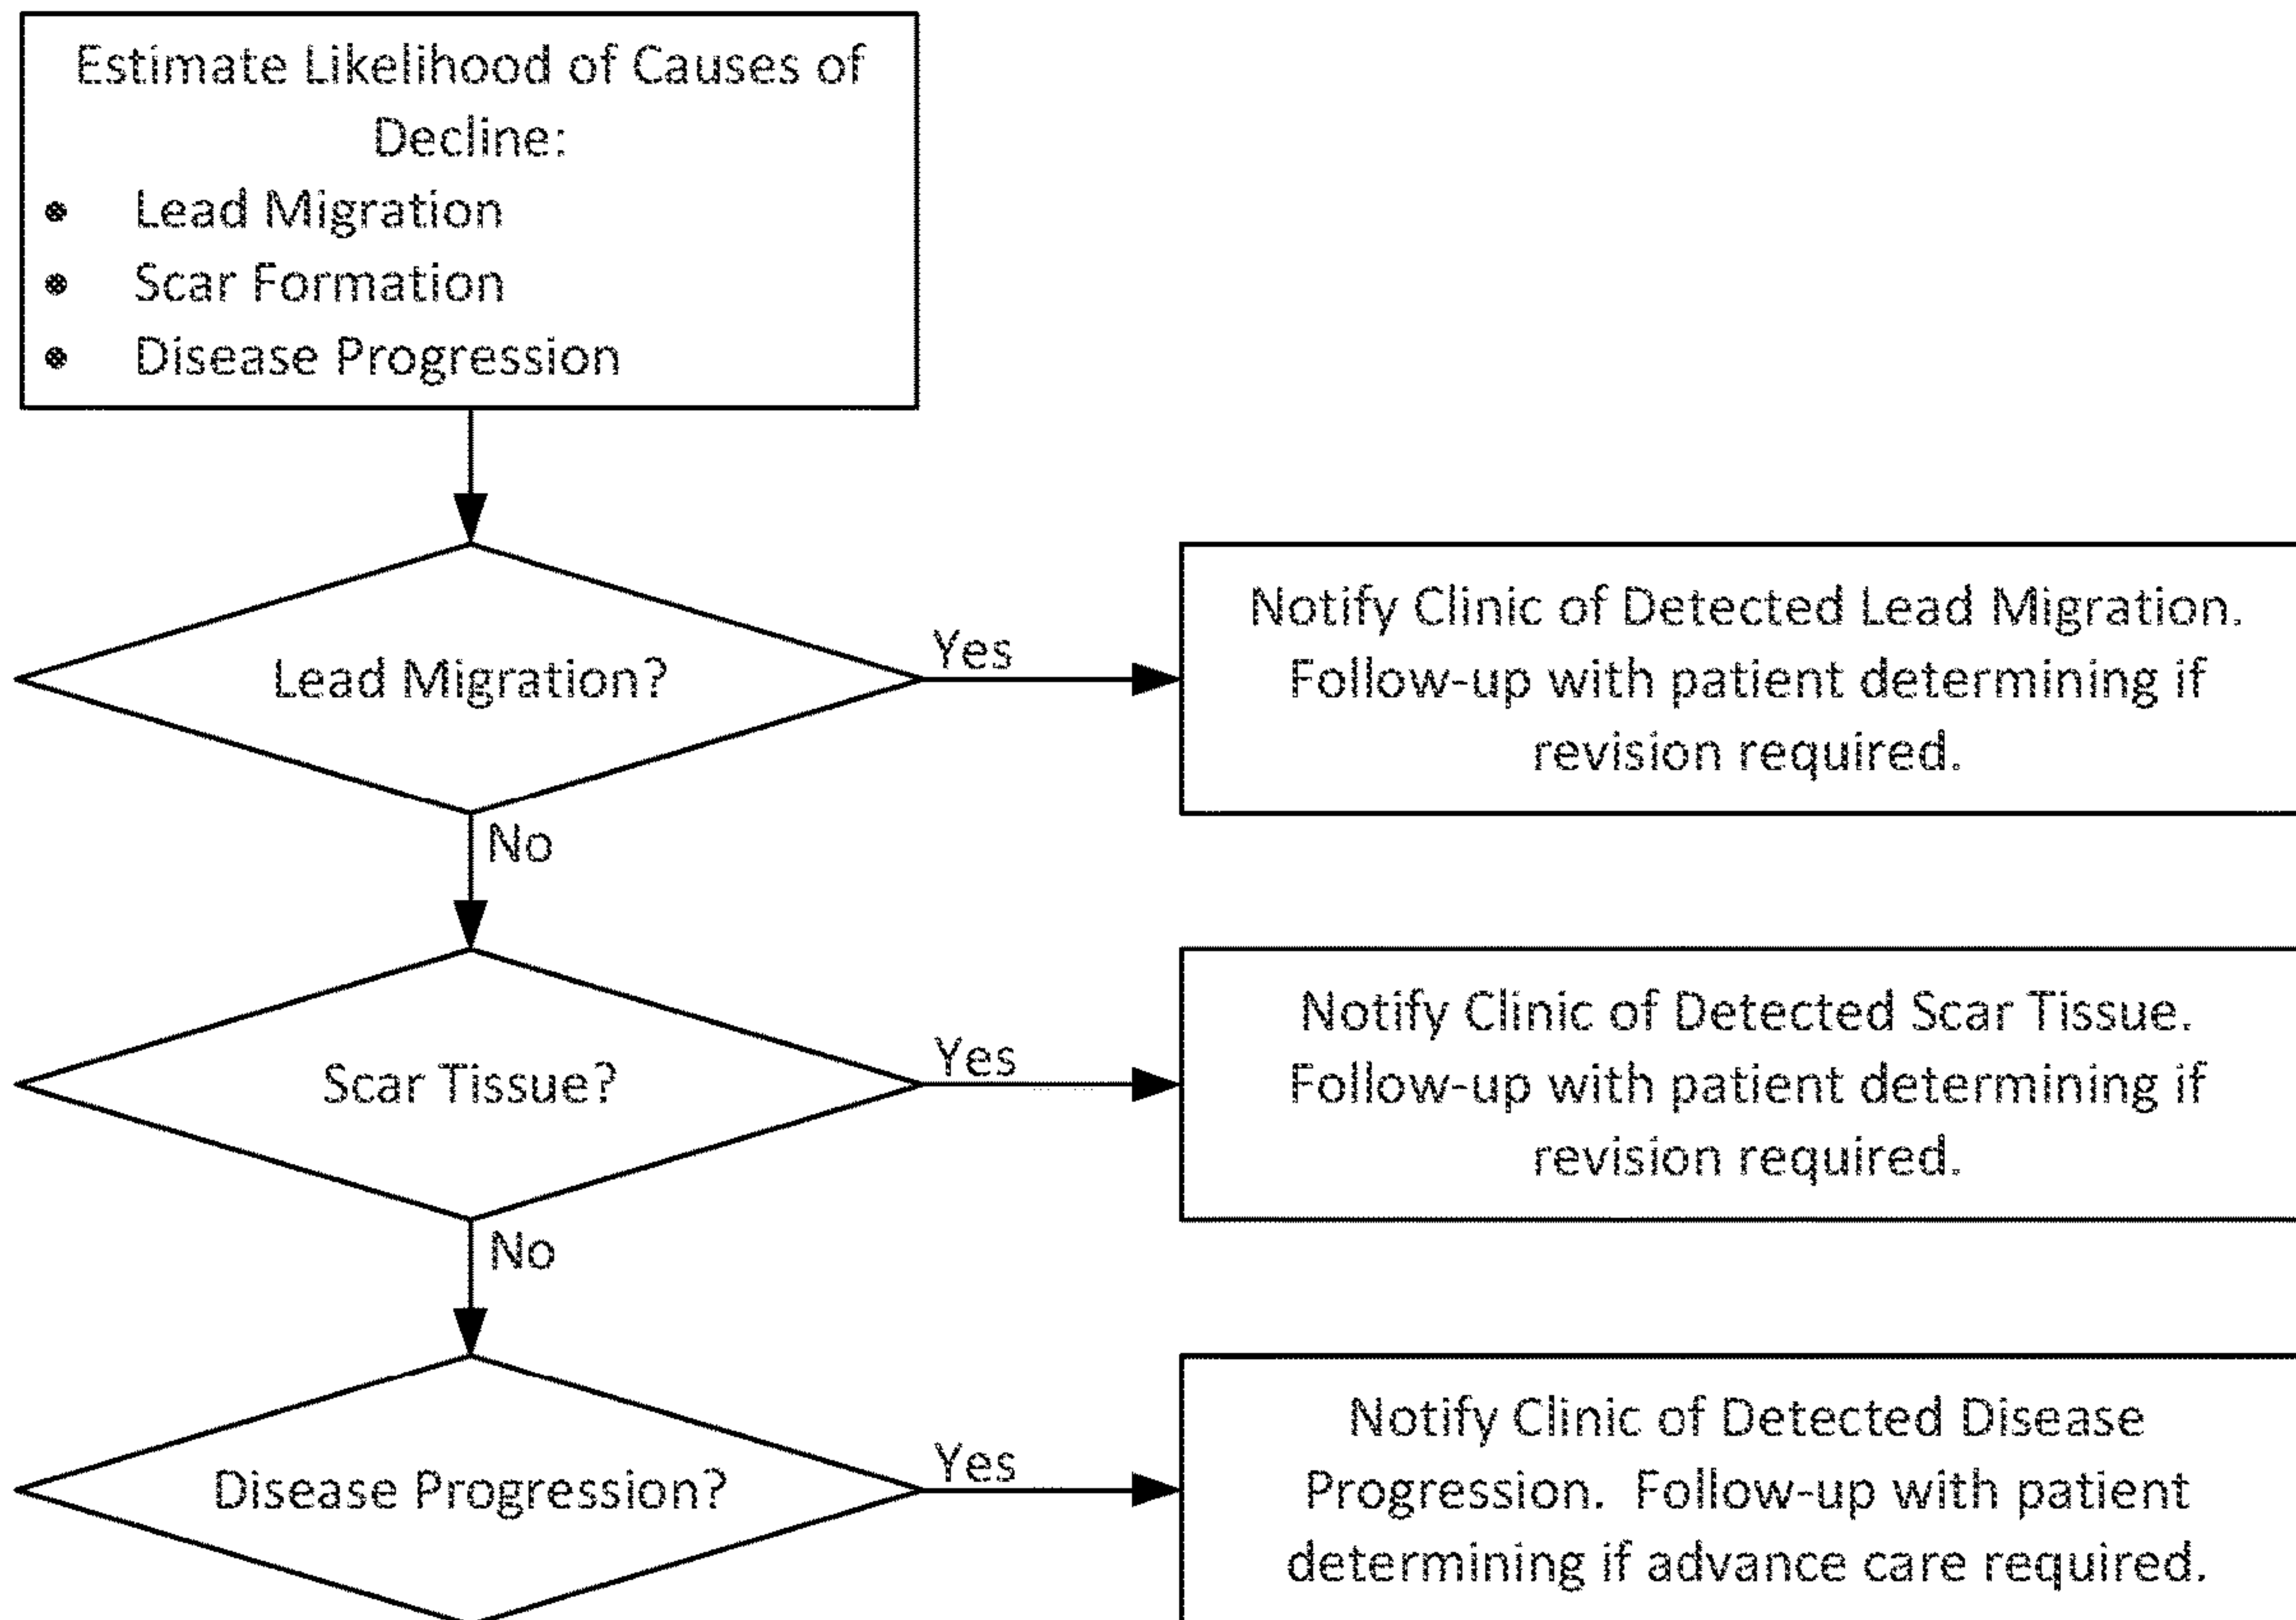 Estimate Likelihood of Causes of
Decline:
• Lead Migration
• Scar Formation
• Disease Progression
Lead Migration?
Yes
Notify Clinic of Detected Lead Migration.
Follow-up with patient determining if
revision required.
No
Scar Tissue?
Yes
Notify Clinic of Detected Scar Tissue.
Follow-up with patient determining if
revision required.
No
Disease Progression?
Yes
Notify Clinic of Detected Disease
Progression. Follow-up with patient
determining if advance care required.